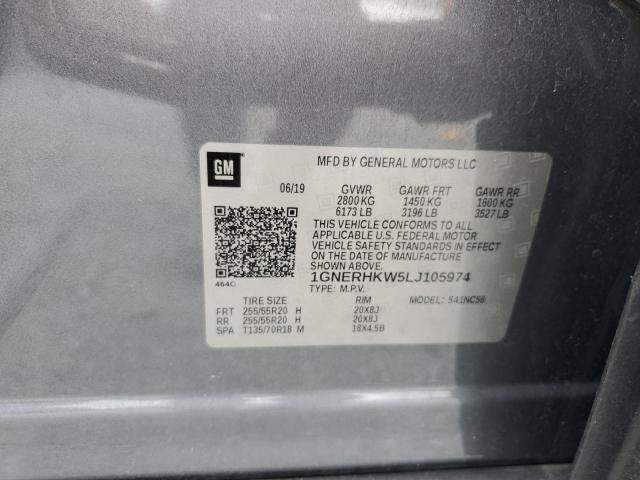 GM
MFD BY GENERAL MOTORS LLC
06/19 GVWR GAWR FRT GAWR RR
2800 KG 1450 KG 1600 KG
6173 LB 3196 LB 3527 LB
THIS VEHICLE CONFORMS TO ALL
APPLICABLE U.S. FEDERAL MOTOR
VEHICLE SAFETY STANDARDS IN EFFECT
ON THE DATE OF MANUFACTURE
SHOWN ABOVE.
1GNERHKW5LJ105974
464C TYPE: M.P.V.
TIRE SIZE RIM MODEL: 541NC56
FRT 255/55R20 H 20X8J
RR 255/55R20 H 20X8J
SPA T135/70R18 M 18X4.5B